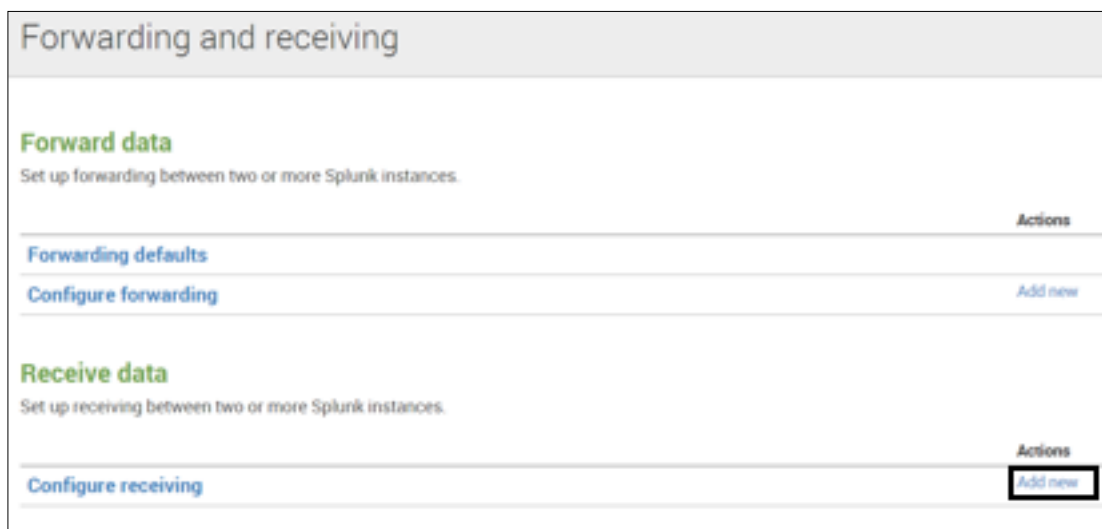 Forwarding and receiving
Forward data
Set up forwarding between two or more Splunk instances.
Actions
Forwarding defaults
Configure forwarding Add new
Receive data
Set up receiving between two or more Splunk instances.
Actions
Configure receiving Add new